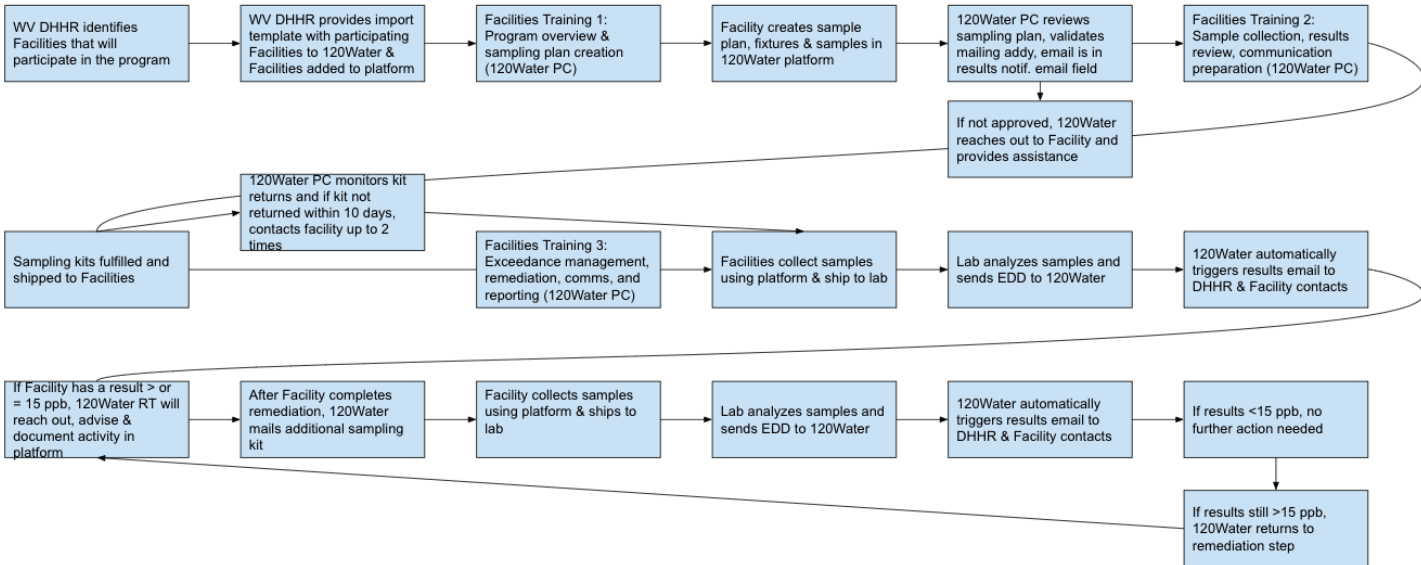 WV DHHR identifies
Facilities that will
participate in the program
WV DHHR provides import
template with participating
Facilities to 120Water &
Facilities added to platform
Facilities Training 1:
Program overview &
sampling plan creation
(120Water PC)
Facility creates sample
plan, fixtures & samples in
120Water platform
120Water PC reviews
sampling plan, validates
mailing addy, email is in
results notif. email field
Facilities Training 2:
Sample collection, results
review, communication
preparation (120Water PC)
If not approved, 120Water
reaches out to Facility and
provides assistance
120Water PC monitors kit
returns and if kit not
returned within 10 days,
contacts facility up to 2
times
Sampling kits fulfilled and
shipped to Facilities
Facilities Training 3:
Exceedance management,
remediation, comms, and
reporting (120Water PC)
Facilities collect samples
using platform & ship to lab
Lab analyzes samples and
sends EDD to 120Water
120Water automatically
triggers results email to
DHHR & Facility contacts
If Facility has a result > or
= 15 ppb, 120Water RT will
reach out, advise &
document activity in
platform
After Facility completes
remediation, 120Water
mails additional sampling
kit
Facility collects samples
using platform & ships to
lab
Lab analyzes samples and
sends EDD to 120Water
120Water automatically
triggers results email to
DHHR & Facility contacts
If results <15 ppb, no
further action needed
If results still >15 ppb,
120Water returns to
remediation step